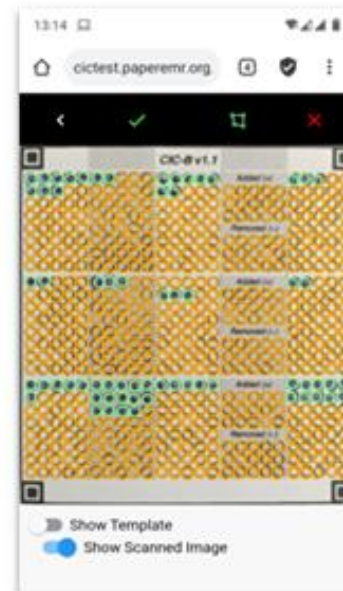 13:14
cictest.paperemr.org 4
CIC-B v1.1
Added (+)
Removed (-)
Added (+)
Removed (-)
Added (+)
Removed (-)
Show Template
Show Scanned Image